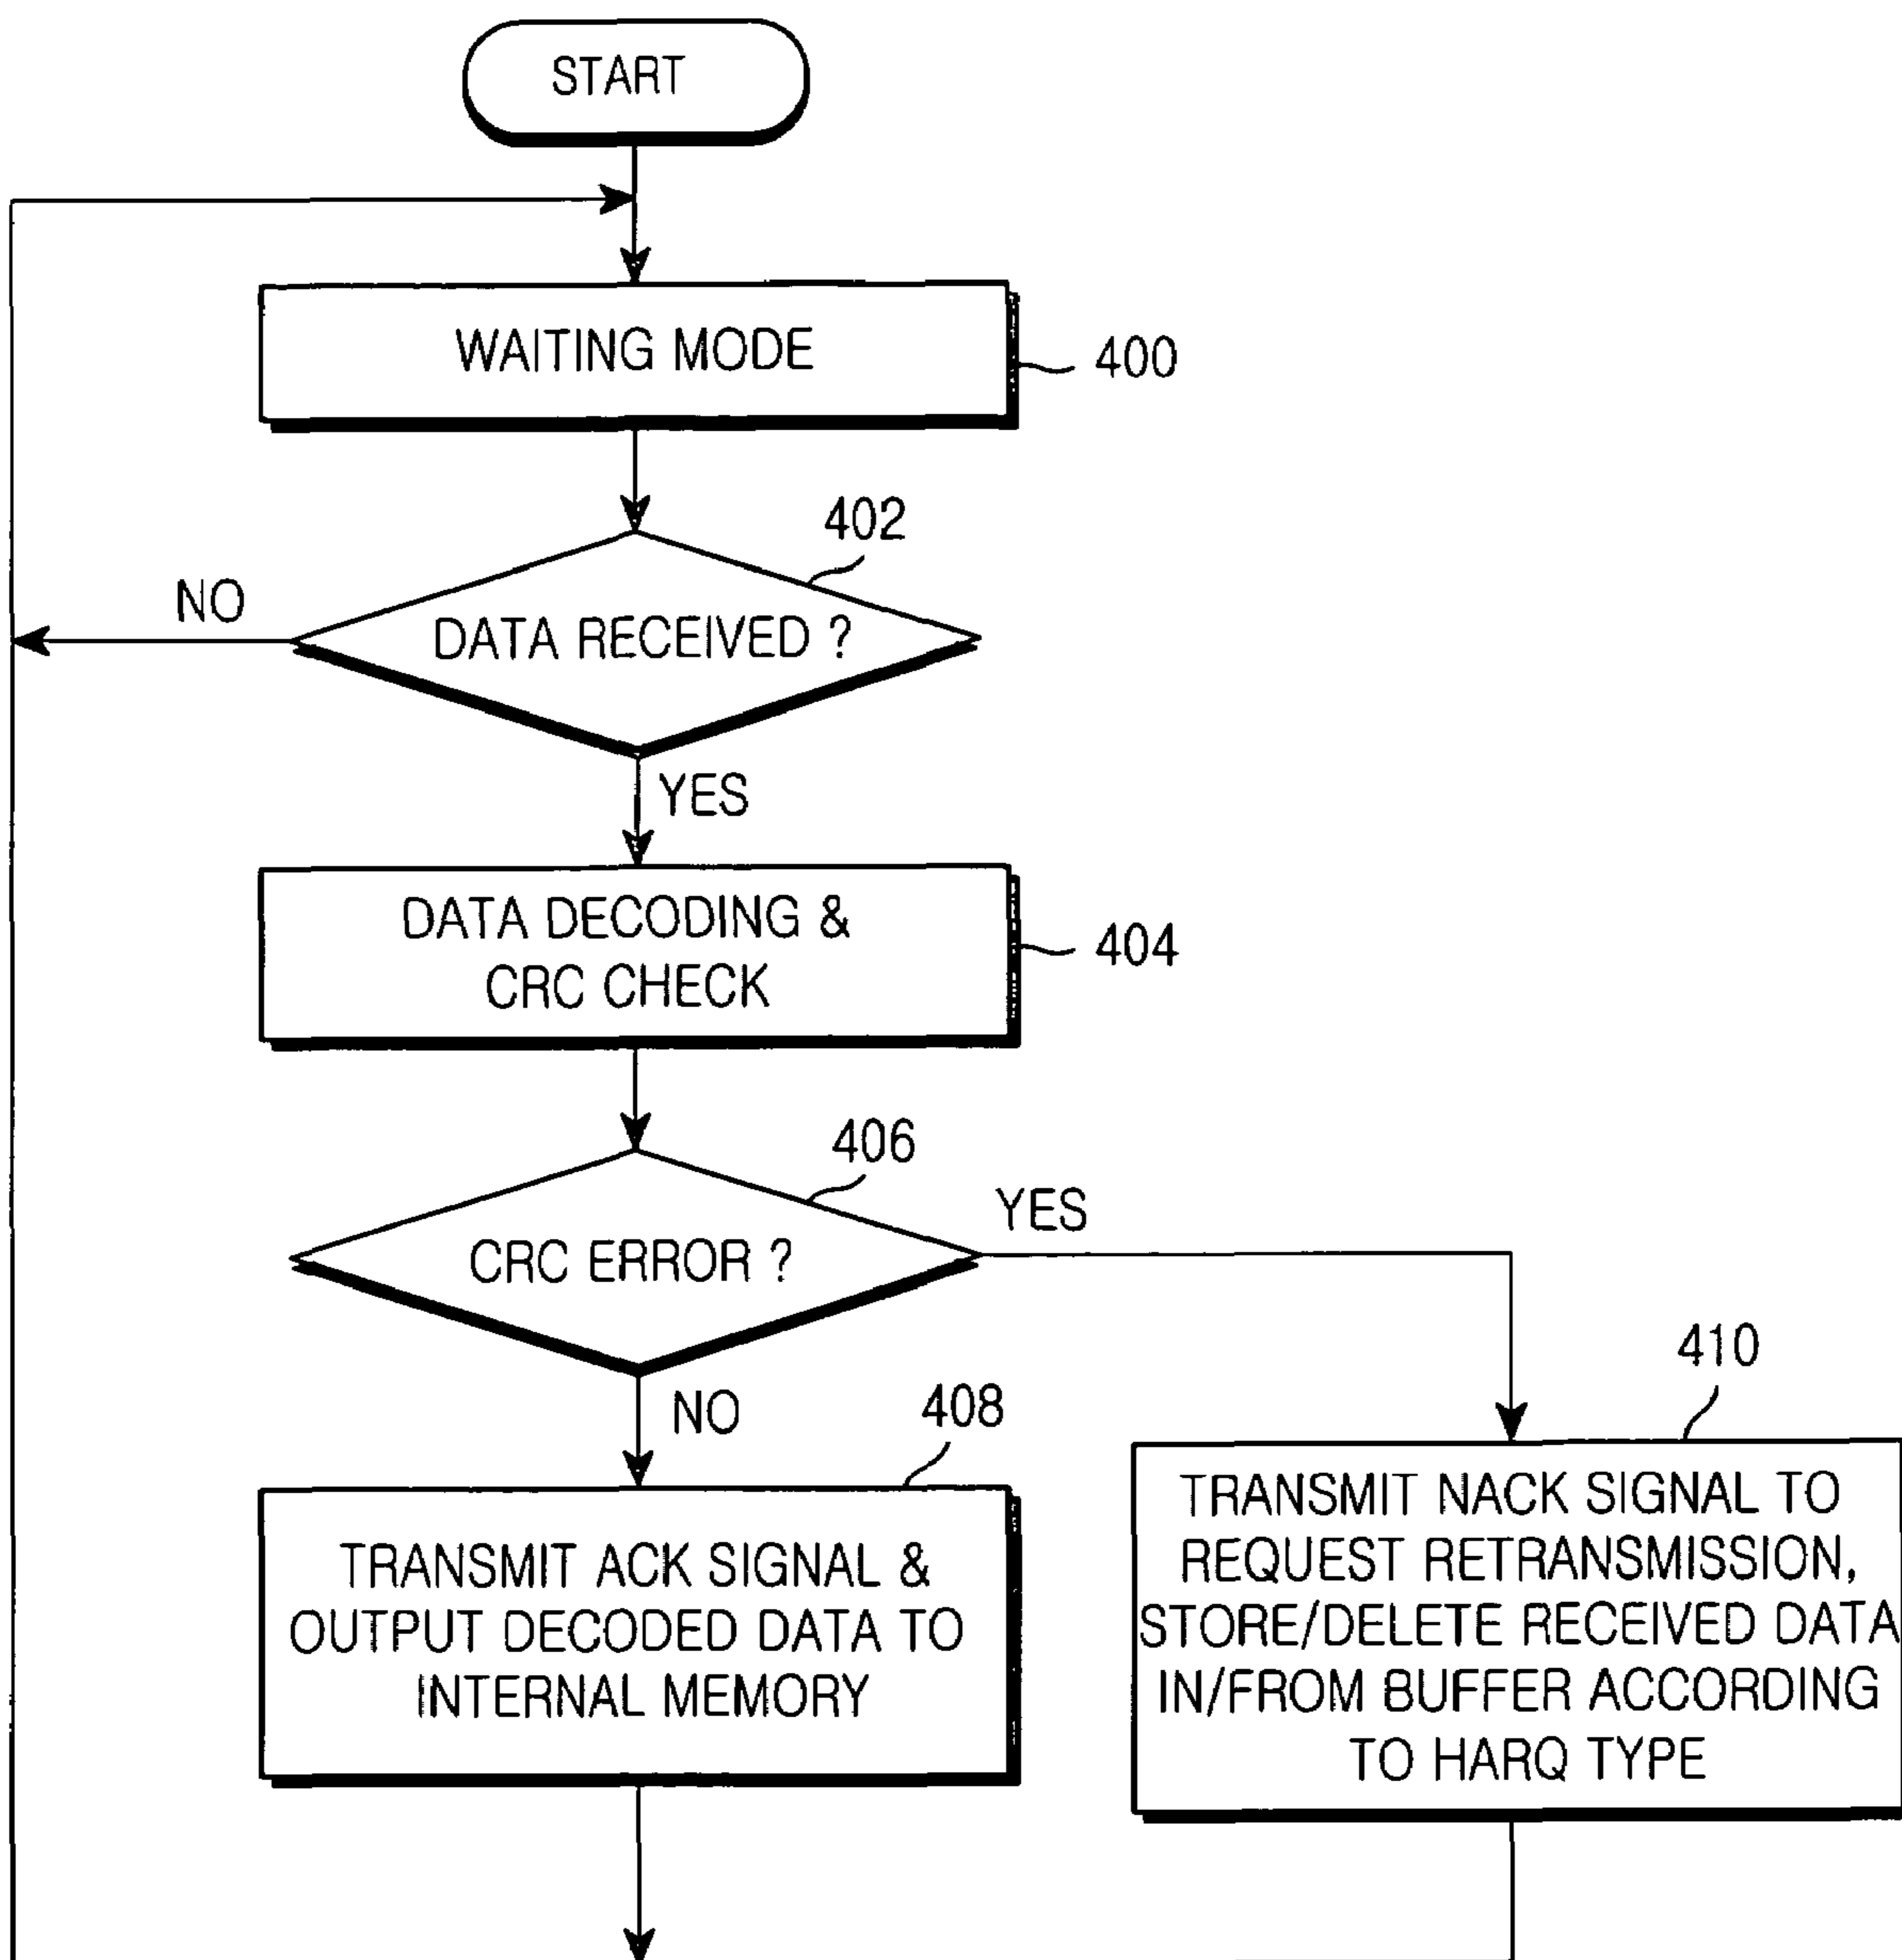 START
WAITING MODE
400
402
NO
DATA RECEIVED ?
YES
DATA DECODING &
CRC CHECK
404
406
YES
CRC ERROR ?
NO
408
410
TRANSMIT ACK SIGNAL &
OUTPUT DECODED DATA TO
INTERNAL MEMORY
TRANSMIT NACK SIGNAL TO
REQUEST RETRANSMISSION,
STORE/DELETE RECEIVED DATA
IN/FROM BUFFER ACCORDING
TO HARQ TYPE